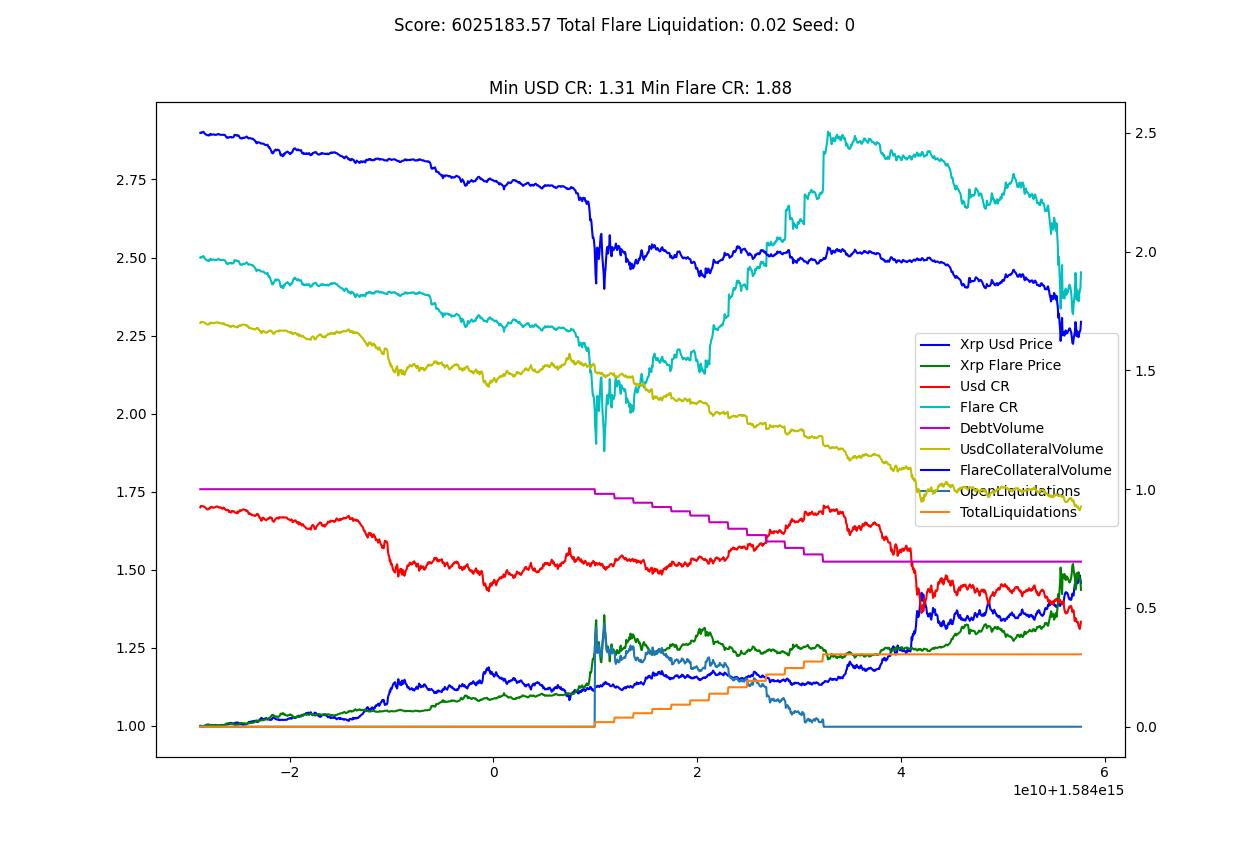 Score: 6025183.57 Total Flare Liquidation: 0.02 Seed: 0
Min USD CR: 1.31 Min Flare CR: 1.88
2.75
2.50
2.25
2.00
1.75
1.50
1.25
1.00
2.5
2.0
1.5
1.0
0.5
0.0
Xrp Usd Price
Xrp Flare Price
Usd CR
Flare CR
DebtVolume
UsdCollateralVolume
FlareCollateralVolume
OpenLiquidations
TotalLiquidations
−2 0 2 4 6
1e10+1.584e15